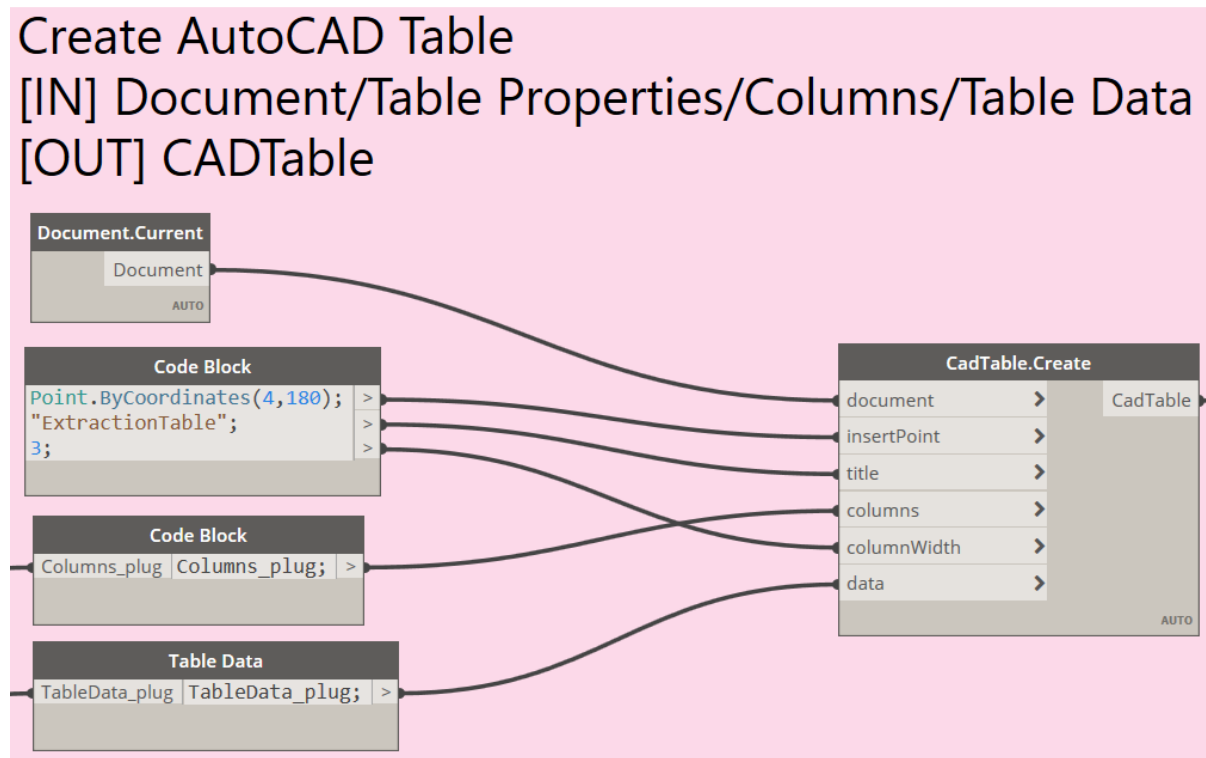 Create AutoCAD Table
[IN] Document/Table Properties/Columns/Table Data
[OUT] CADTable
Document.Current
Document
AUTO
Code Block
Point.ByCoordinates(4,180); >
"ExtractionTable"; >
3; >
Code Block
Columns_plug Columns_plug; >
Table Data
TableData_plug TableData_plug; >
CadTable.Create
document > CadTable
insertPoint >
title >
columns >
columnWidth >
data >
AUTO